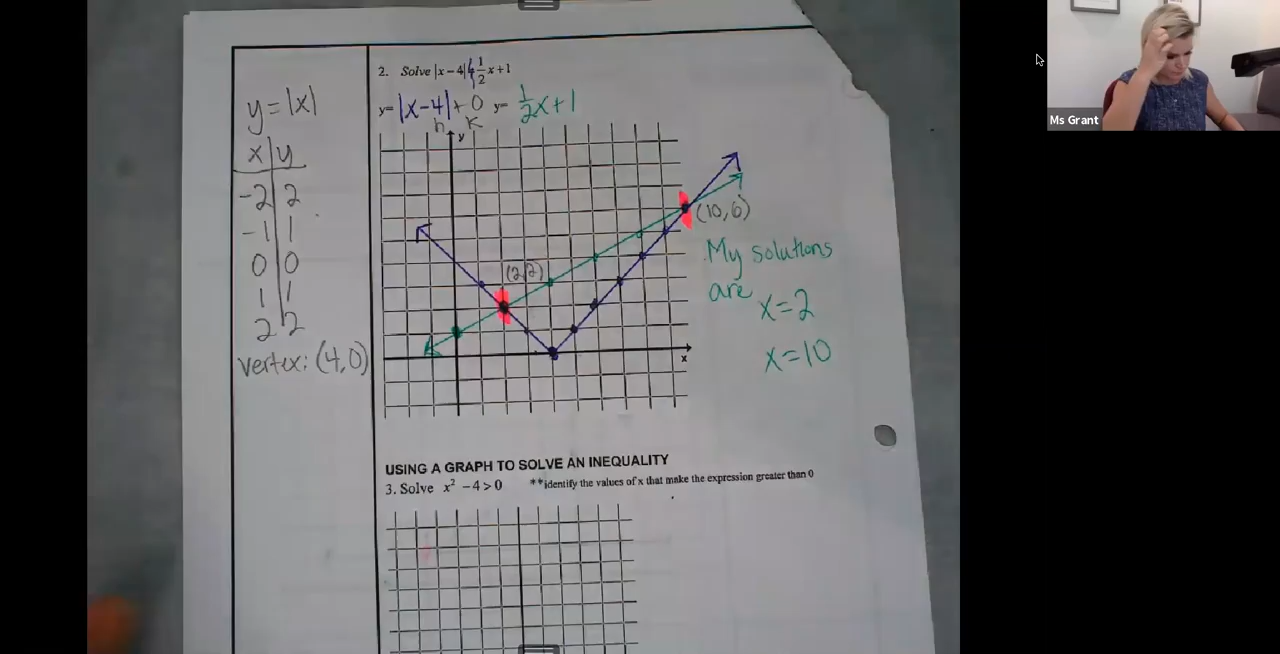 y=|x|
x|y
-2|2
-1|1
0|0
1|1
2|2
vertex: (4,0)
2. Solve |x-4| = 1/2x+1
y= |x-4|+0 y= 1/2x+1
h K
y
(10,6)
(2,2)
My solutions
are x=2
x=10
x
USING A GRAPH TO SOLVE AN INEQUALITY
3. Solve x² -4>0 **identify the values of x that make the expression greater than 0
Ms Grant